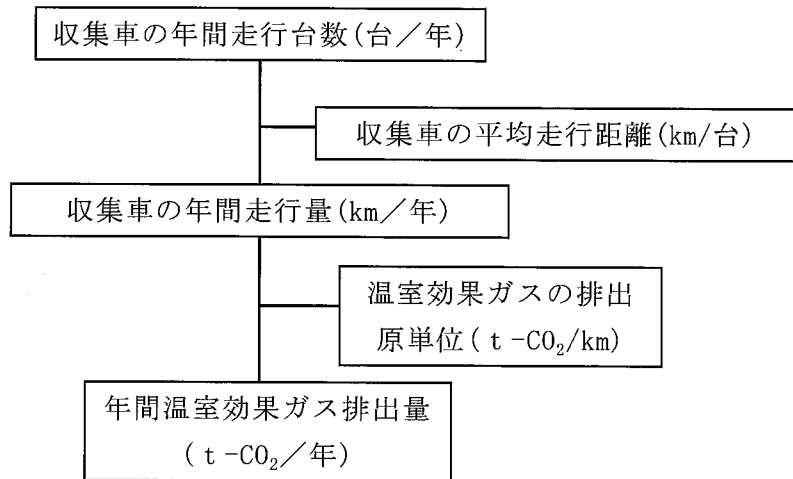 収集車の年間走行台数(台／年)
収集車の平均走行距離(km/台)
収集車の年間走行量(km／年)
温室効果ガスの排出
原単位(ｔ-CO₂/km)
年間温室効果ガス排出量
(ｔ-CO₂／年)